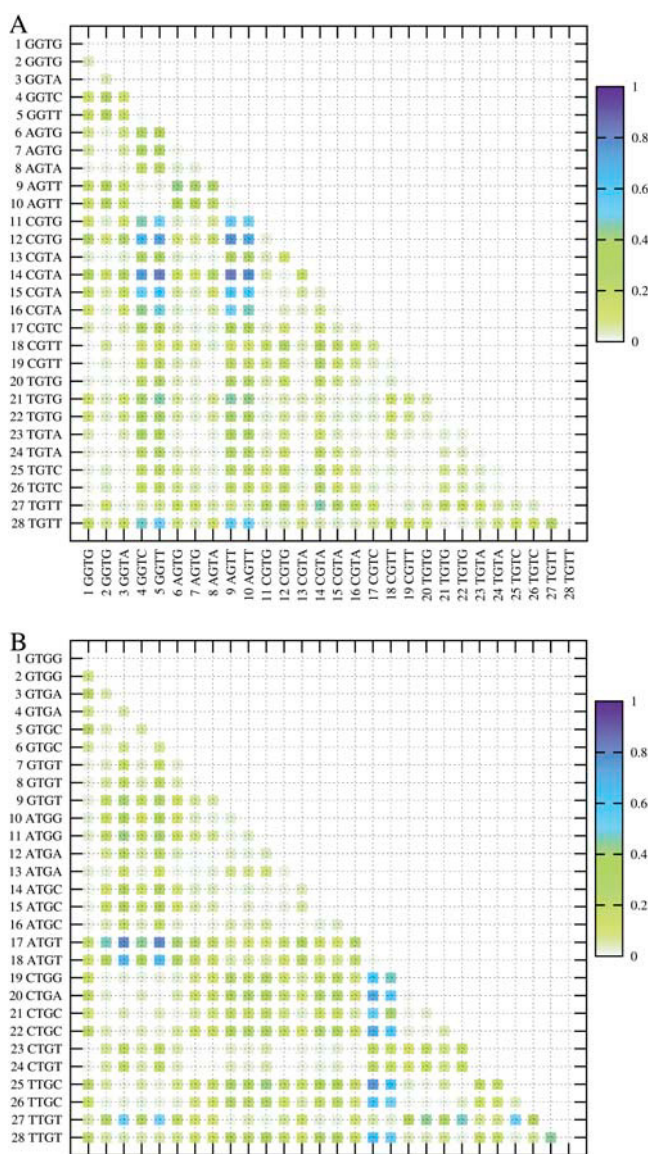 A
1 GGTG
2 GGTG
3 GGTA
4 GGTC
5 GGTT
6 AGTG
7 AGTG
8 AGTA
9 AGTT
10 AGTT
11 CGTG
12 CGTG
13 CGTA
14 CGTA
15 CGTA
16 CGTA
17 CGTC
18 CGTT
19 CGTT
20 TGTG
21 TGTG
22 TGTG
23 TGTA
24 TGTA
25 TGTC
26 TGTC
27 TGTT
28 TGTT
1 GGTG
2 GGTG
3 GGTA
4 GGTC
5 GGTT
6 AGTG
7 AGTG
8 AGTA
9 AGTT
10 AGTT
11 CGTG
12 CGTG
13 CGTA
14 CGTA
15 CGTA
16 CGTA
17 CGTC
18 CGTT
19 CGTT
20 TGTG
21 TGTG
22 TGTG
23 TGTA
24 TGTA
25 TGTC
26 TGTC
27 TGTT
28 TGTT
1
0.8
0.6
0.4
0.2
0
B
1 GTGG
2 GTGG
3 GTGA
4 GTGA
5 GTGC
6 GTGC
7 GTGT
8 GTGT
9 GTGT
10 ATGG
11 ATGG
12 ATGA
13 ATGA
14 ATGC
15 ATGC
16 ATGC
17 ATGT
18 ATGT
19 CTGG
20 CTGA
21 CTGC
22 CTGC
23 CTGT
24 CTGT
25 TTGC
26 TTGC
27 TTGT
28 TTGT
1
0.8
0.6
0.4
0.2
0